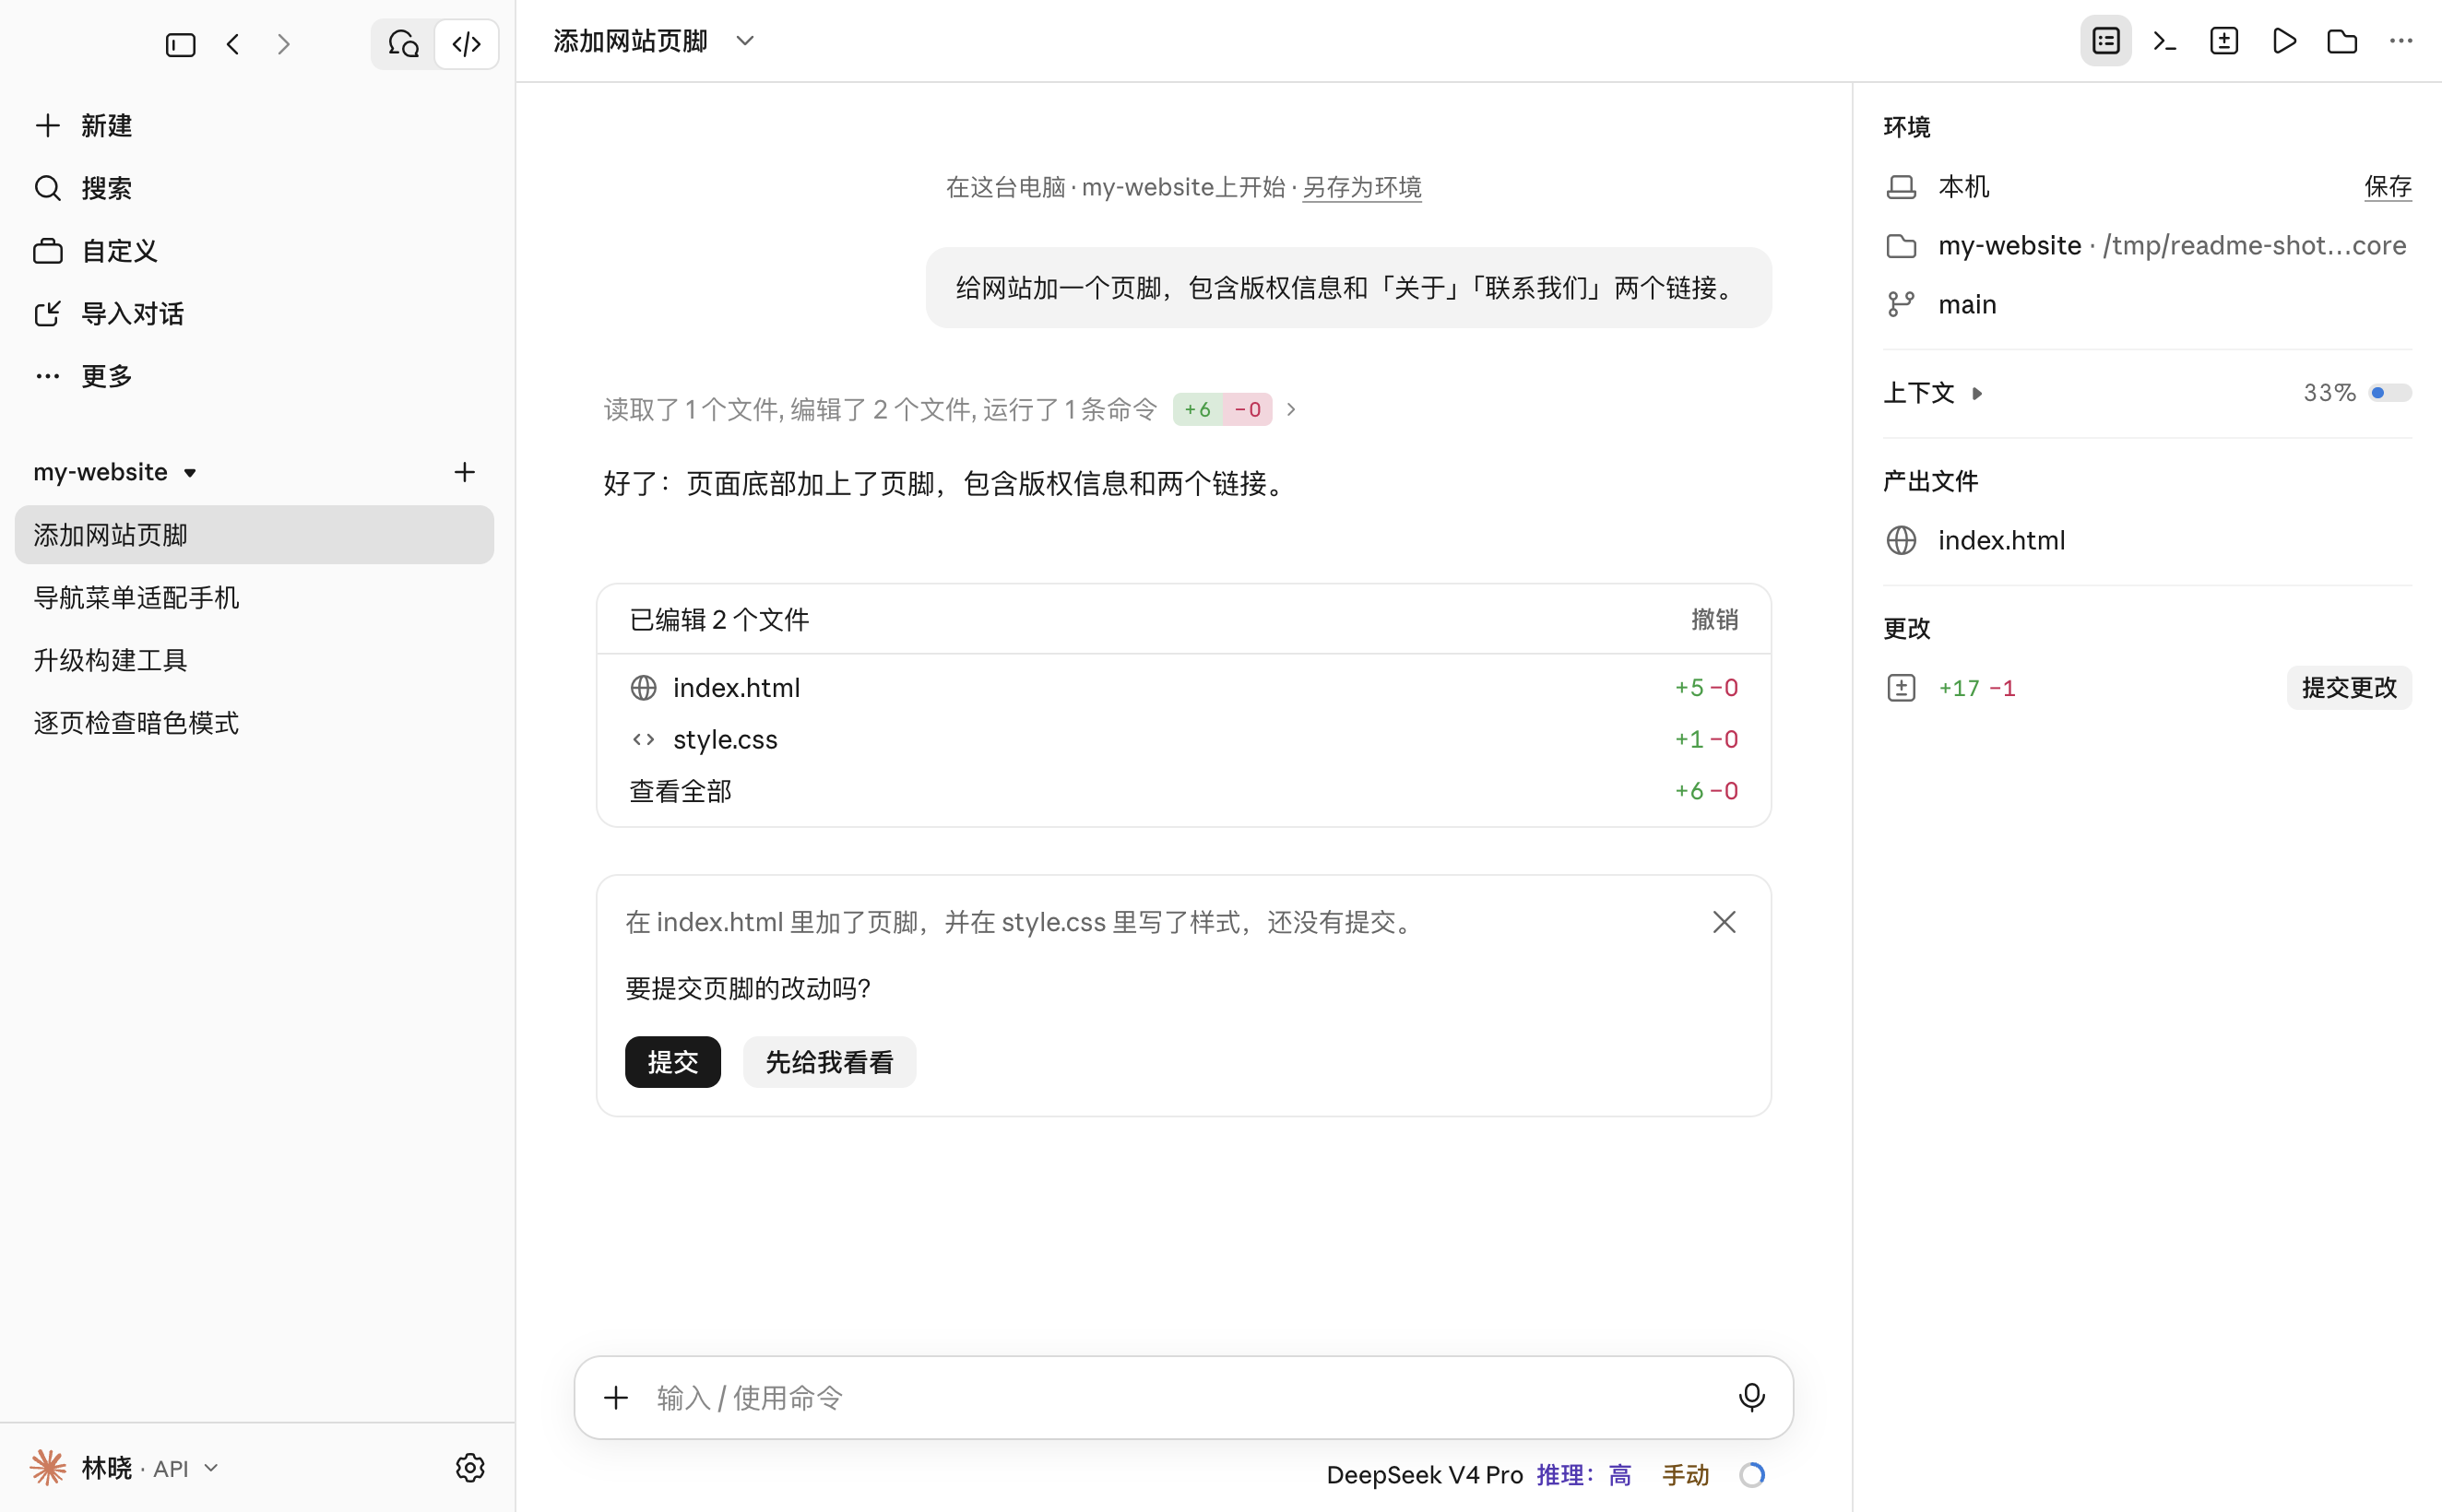 新建
搜索
自定义
导入对话
更多
my-website
添加网站页脚
导航菜单适配手机
升级构建工具
逐页检查暗色模式
林晓 · API
添加网站页脚
在这台电脑 · my-website上开始 · 另存为环境
给网站加一个页脚，包含版权信息和「关于」「联系我们」两个链接。
读取了 1 个文件, 编辑了 2 个文件, 运行了 1 条命令 +6 -0
好了：页面底部加上了页脚，包含版权信息和两个链接。
已编辑 2 个文件 撤销
index.html +5 -0
style.css +1 -0
查看全部 +6 -0
在 index.html 里加了页脚，并在 style.css 里写了样式，还没有提交。
要提交页脚的改动吗?
提交 先给我看看
输入 / 使用命令
DeepSeek V4 Pro 推理：高 手动
环境
本机 保存
my-website · /tmp/readme-shot…core
main
上下文 33%
产出文件
index.html
更改
+17 -1 提交更改